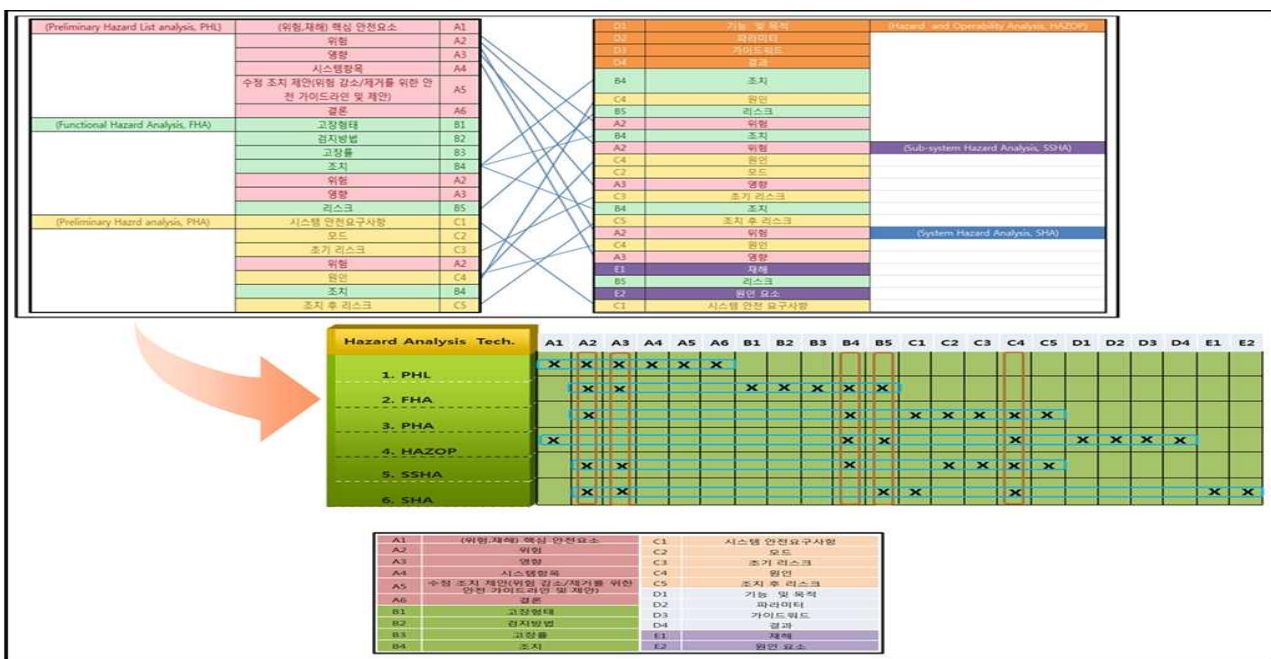 (Preliminary Hazard List analysis, PHL) (위험,재해) 핵심 안전요소 A1
위험 A2
영향 A3
시스템항목 A4
수정 조치 제안(위험 감소/제거를 위한 안
전 가이드라인 및 제안) A5
결론 A6
(Functional Hazard Analysis, FHA) 고장형태 B1
검지방법 B2
고장률 B3
조치 B4
위험 A2
영향 A3
리스크 B5
(Preliminary Hazrd analysis, PHA) 시스템 안전요구사항 C1
모드 C2
초기 리스크 C3
위험 A2
원인 C4
조치 B4
조치 후 리스크 C5
D1 기능 및 목적 (Hazard and Operability Analysis, HAZOP)
D2 파라미터
D3 가이드워드
D4 결과
B4 조치
C4 원인
B5 리스크
A2 위험
B4 조치
A2 위험 (Sub-system Hazard Analysis, SSHA)
C4 원인
C2 모드
A3 영향
C3 초기 리스크
B4 조치
C5 조치 후 리스크
A2 위험 (System Hazard Analysis, SHA)
C4 원인
A3 영향
E1 재해
B5 리스크
E2 원인 요소
C1 시스템 안전 요구사항
Hazard Analysis Tech. A1 A2 A3 A4 A5 A6 B1 B2 B3 B4 B5 C1 C2 C3 C4 C5 D1 D2 D3 D4 E1 E2
1. PHL X X X X X X
2. FHA X X X X X X X
3. PHA X X X X X X X
4. HAZOP X X X X X X X X
5. SSHA X X X X X X X
6. SHA X X X X X X X
A1 (위험,재해) 핵심 안전요소 C1 시스템 안전요구사항
A2 위험 C2 모드
A3 영향 C3 초기 리스크
A4 시스템항목 C4 원인
A5 수정 조치 제안(위험 감소/제거를 위한
안전 가이드라인 및 제안) C5 조치 후 리스크
A6 결론 D1 기능 및 목적
B1 고장형태 D2 파라미터
B2 검지방법 D3 가이드워드
B3 고장률 D4 결과
B4 조치 E1 재해
E2 원인 요소